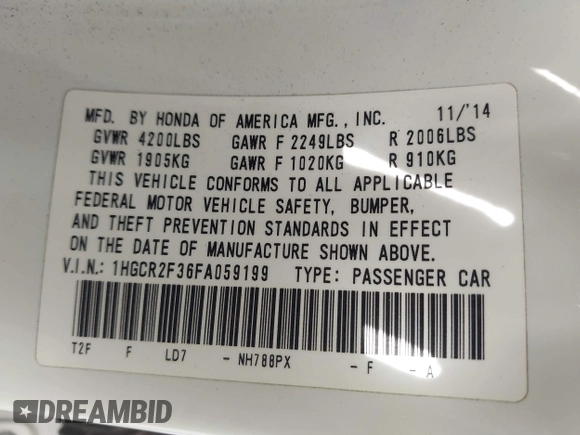 MFD. BY HONDA OF AMERICA MFG., INC. 11/'14
GVWR 4200LBS GAWR F 2249LBS R 2006LBS
GVWR 1905KG GAWR F 1020KG R 910KG
THIS VEHICLE CONFORMS TO ALL APPLICABLE
FEDERAL MOTOR VEHICLE SAFETY, BUMPER,
AND THEFT PREVENTION STANDARDS IN EFFECT
ON THE DATE OF MANUFACTURE SHOWN ABOVE.
V.I.N.: 1HGCR2F36FA059199 TYPE: PASSENGER CAR
T2F F LD7 - NH788PX - F - A
DREAMBID